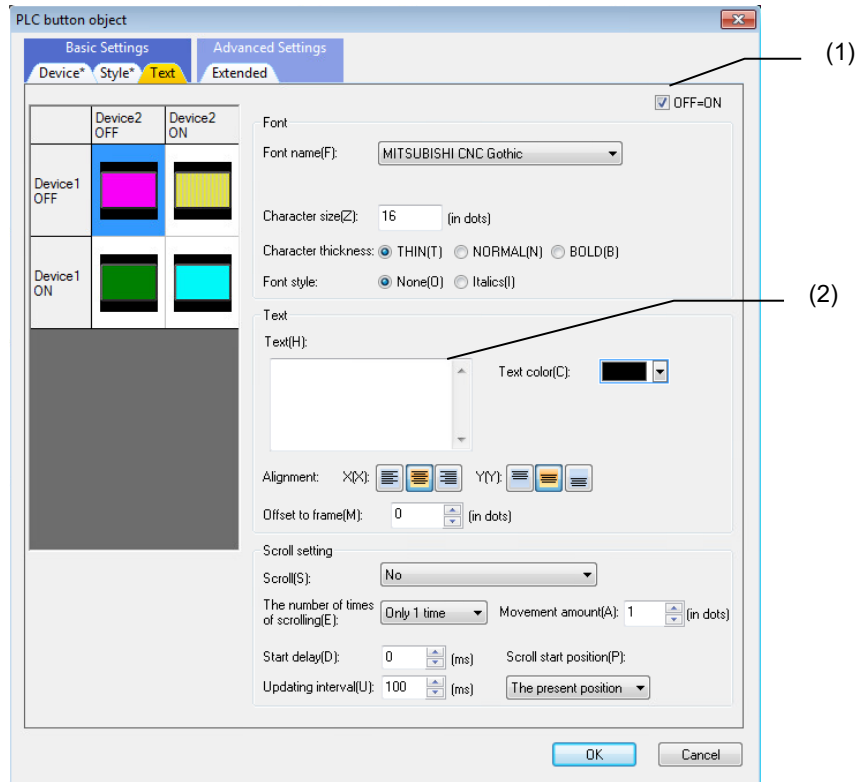 PLC button object
Basic Settings Advanced Settings
Device* Style* Text Extended
(1)
OFF=ON
Device2 OFF
Device2 ON
Device1 OFF
Device1 ON
Font
Font name(F): MITSUBISHI CNC Gothic
Character size(Z): 16 (in dots)
Character thickness: THIN(T) NORMAL(N) BOLD(B)
Font style: None(O) Italics(I)
(2)
Text
Text(H):
Text color(C):
Alignment: X(X): Y(Y):
Offset to frame(M): 0 (in dots)
Scroll setting
Scroll(S): No
The number of times
of scrolling(E): Only 1 time Movement amount(A): 1 (in dots)
Start delay(D): 0 (ms) Scroll start position(P):
Updating interval(U): 100 (ms) The present position
OK Cancel